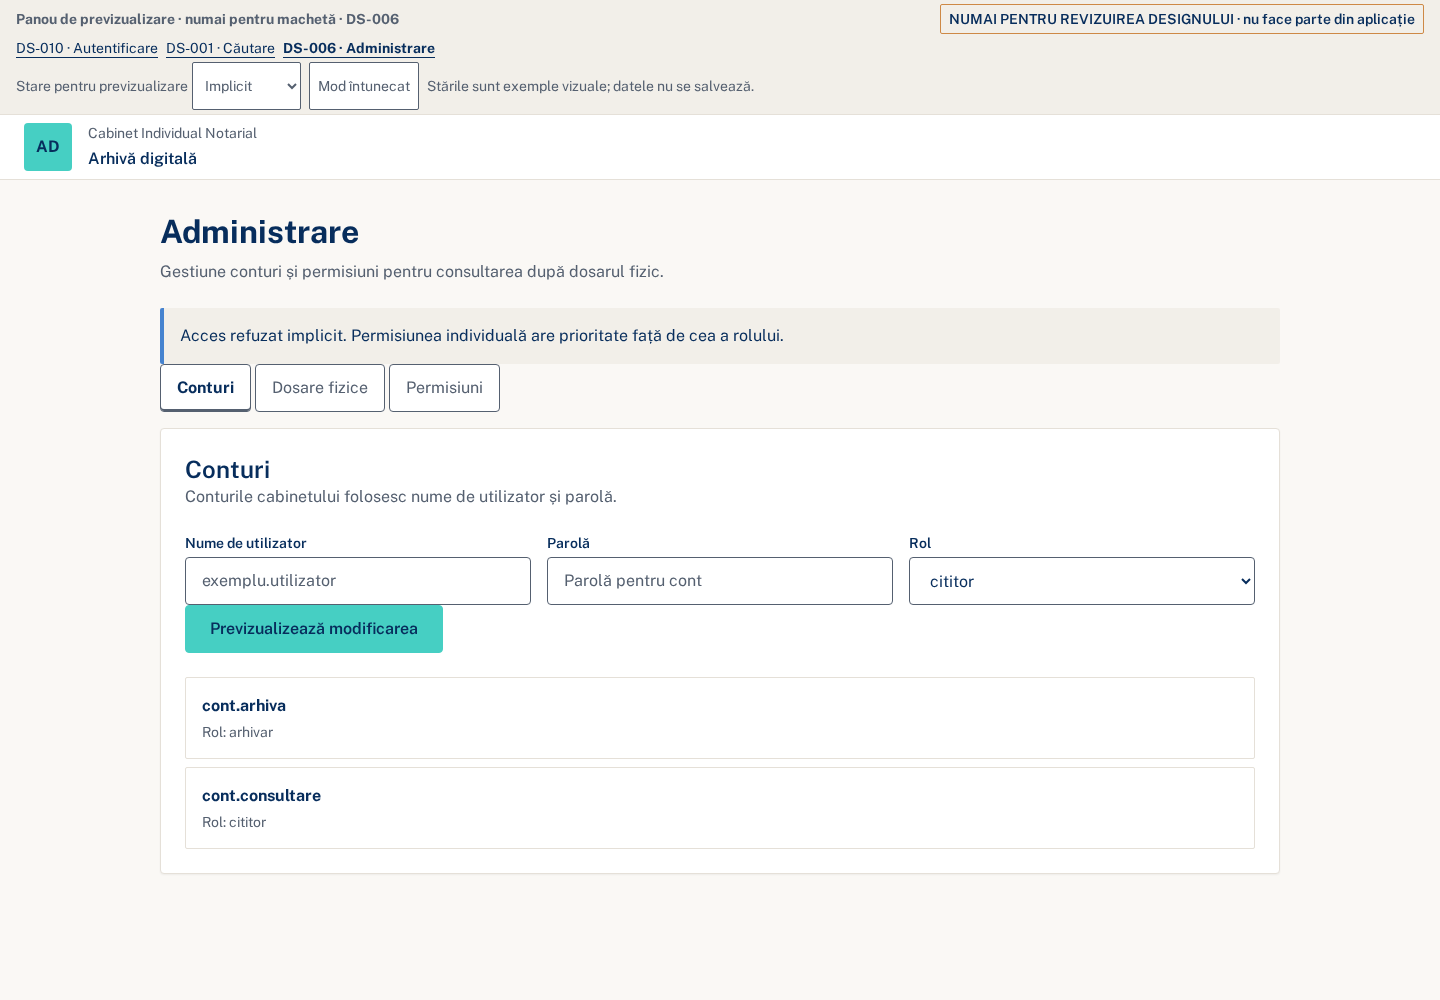 Panou de previzualizare · numai pentru machetă · DS-006
NUMAI PENTRU REVIZUIREA DESIGNULUI · nu face parte din aplicație
DS-010 · Autentificare DS-001 · Căutare DS-006 · Administrare
Stare pentru previzualizare Implicit Mod întunecat Stările sunt exemple vizuale; datele nu se salvează.
AD
Cabinet Individual Notarial
Arhivă digitală
Administrare
Gestiune conturi și permisiuni pentru consultarea după dosarul fizic.
Acces refuzat implicit. Permisiunea individuală are prioritate față de cea a rolului.
Conturi Dosare fizice Permisiuni
Conturi
Conturile cabinetului folosesc nume de utilizator și parolă.
Nume de utilizator Parolă Rol
exemplu.utilizator Parolă pentru cont cititor
Previzualizează modificarea
cont.arhiva
Rol: arhivar
cont.consultare
Rol: cititor